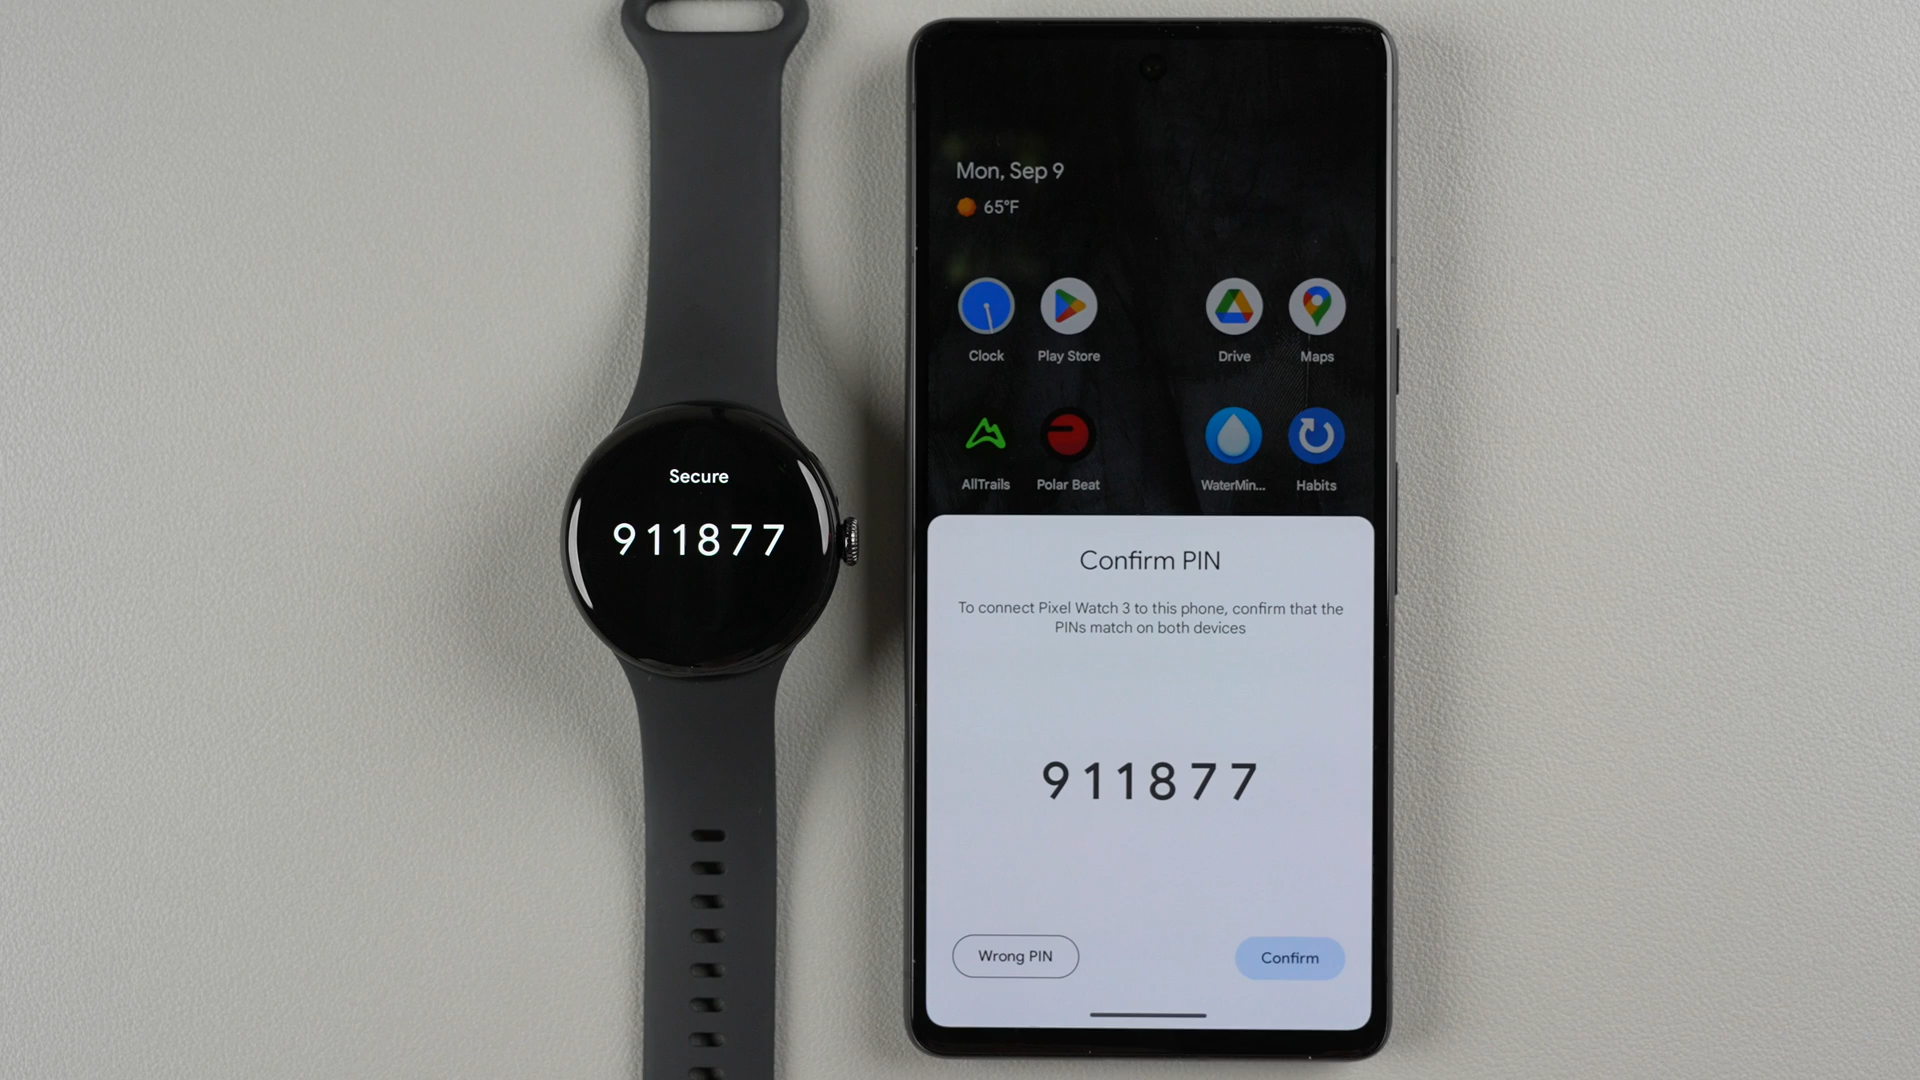 Secure
911877
Mon, Sep 9
65°F
Clock
Play Store
Drive
Maps
AllTrails
Polar Beat
WaterMin...
Habits
Confirm PIN
To connect Pixel Watch 3 to this phone, confirm that the
PINs match on both devices
911877
Wrong PIN
Confirm